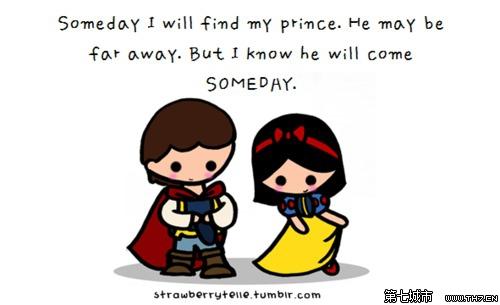 Someday I will find my prince. He may be
far away. But I know he will come
SOMEDAY.
strawberrytelle.tumblr.com
第七城市 WWW.TH7.CN